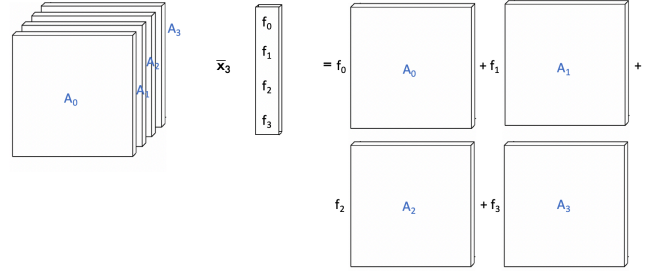 A₀ A₁ A₂ A₃
x̅₃
f₀
f₁
f₂
f₃
= f₀ A₀ + f₁ A₁ +
f₂ A₂ + f₃ A₃